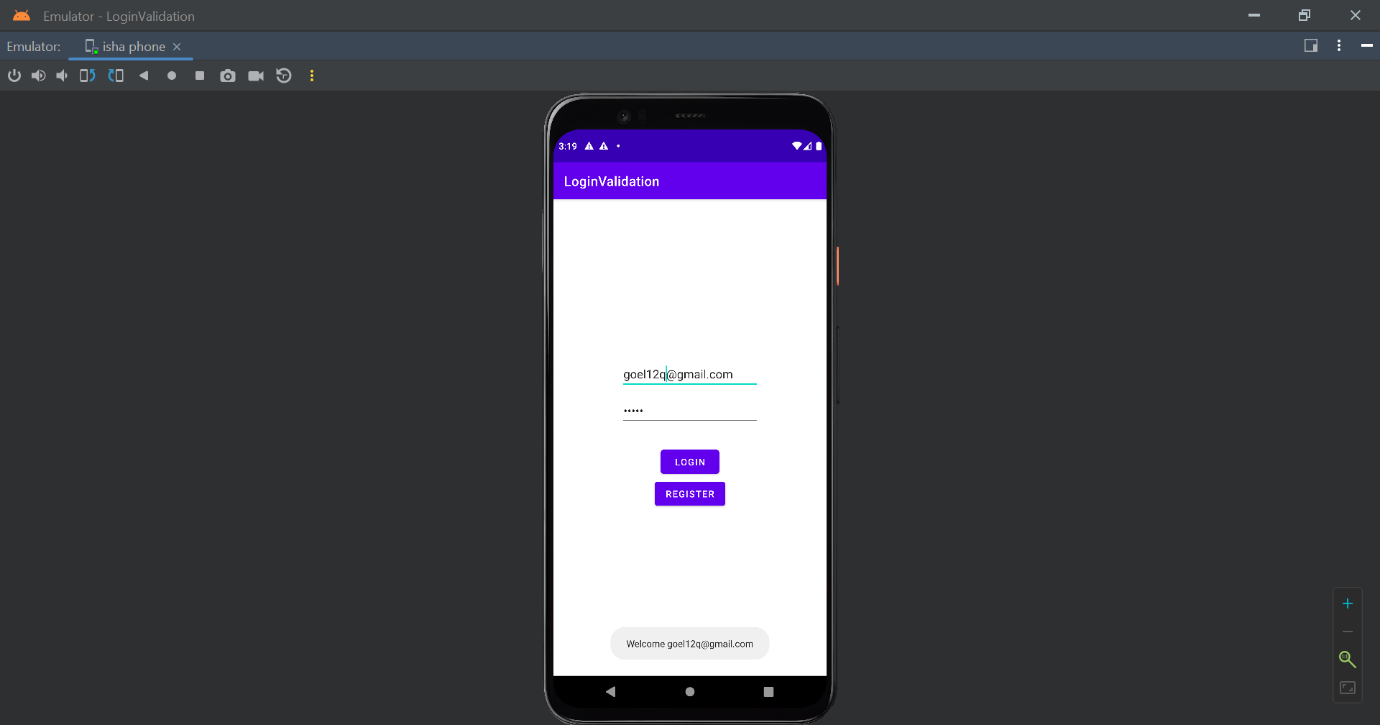 Emulator - LoginValidation
Emulator: isha phone
3:19
LoginValidation
goel12q@gmail.com
•••••
LOGIN
REGISTER
Welcome goel12q@gmail.com